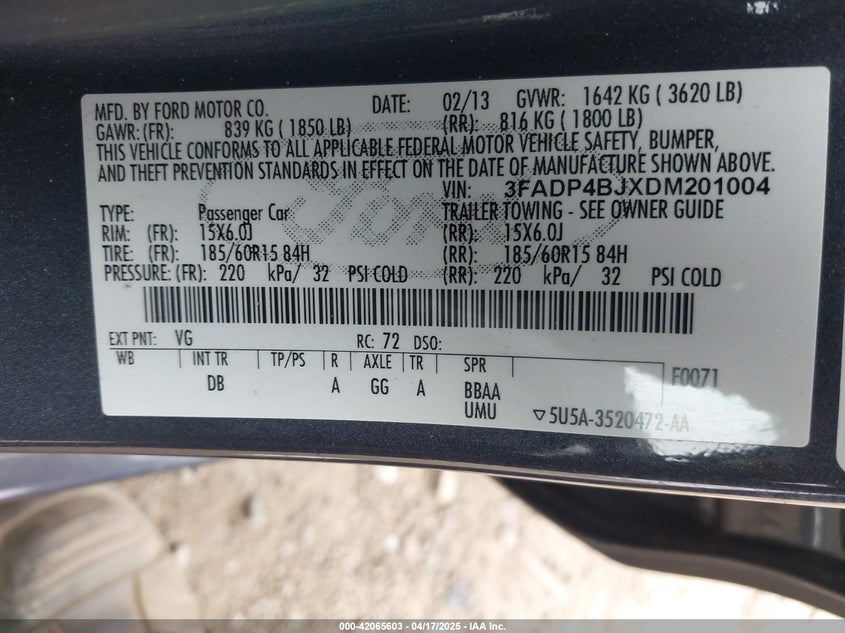 MFD. BY FORD MOTOR CO. DATE: 02/13 GVWR: 1642 KG ( 3620 LB)
GAWR: (FR): 839 KG ( 1850 LB) (RR): 816 KG ( 1800 LB)
THIS VEHICLE CONFORMS TO ALL APPLICABLE FEDERAL MOTOR VEHICLE SAFETY, BUMPER,
AND THEFT PREVENTION STANDARDS IN EFFECT ON THE DATE OF MANUFACTURE SHOWN ABOVE.
VIN: 3FADP4BJXDM201004
TYPE: Passenger Car TRAILER TOWING - SEE OWNER GUIDE
RIM: (FR): 15X6.0J (RR): 15X6.0J
TIRE: (FR): 185/60R15 84H (RR): 185/60R15 84H
PRESSURE: (FR): 220 kPa/ 32 PSI COLD (RR): 220 kPa/ 32 PSI COLD
EXT PNT: VG RC: 72 DSO:
WB INT TR TP/PS R AXLE TR SPR F0071
DB A GG A BBAA
UMU ▽5U5A-3520472-AA
Ford
000-42065603 - 04/17/2025 - IAA Inc.